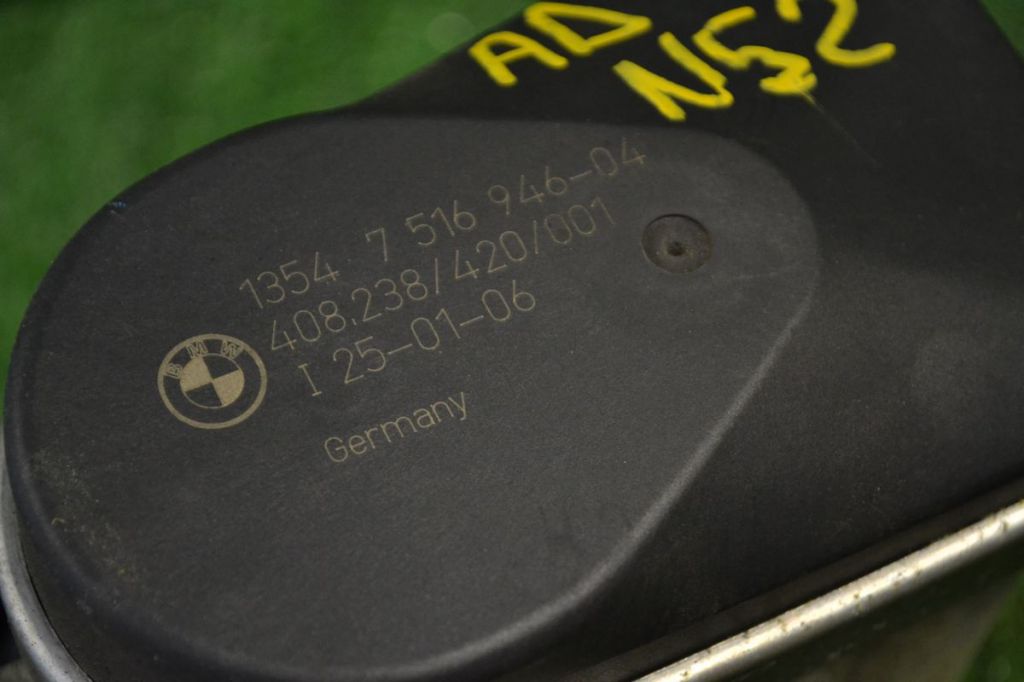 AD
N52
1354 7 516 946-04
408.238/420/001
I 25-01-06
BMW
Germany